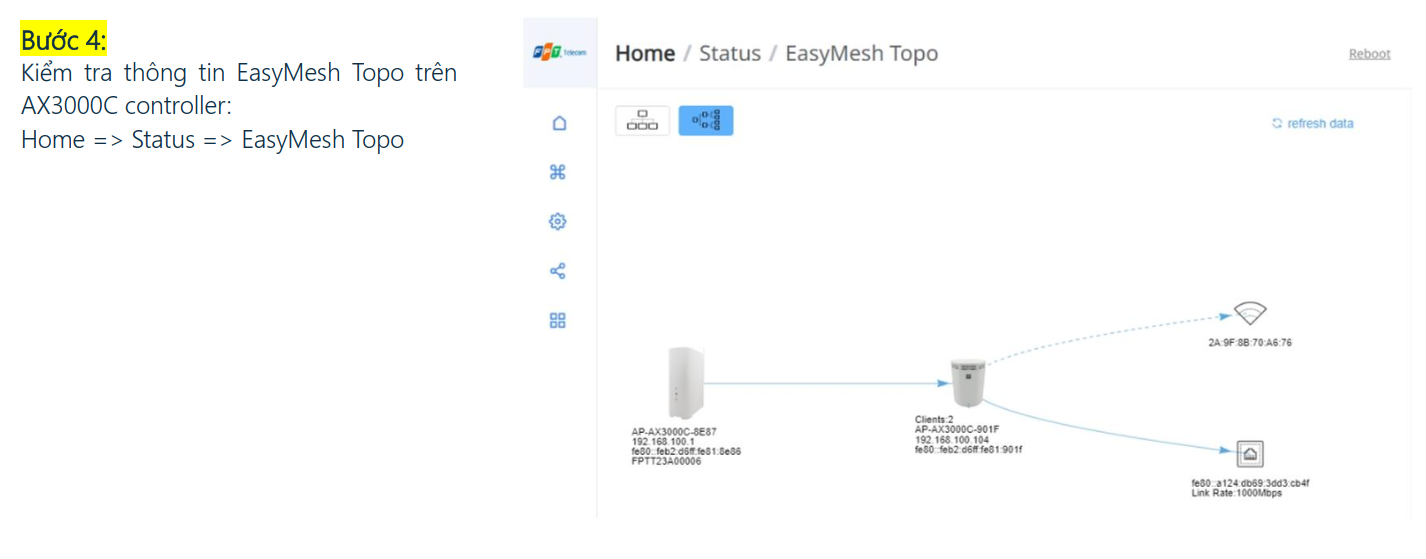 Bước 4:
Kiểm tra thông tin EasyMesh Topo trên
AX3000C controller:
Home => Status => EasyMesh Topo
FPT Telecom
Home / Status / EasyMesh Topo
Reboot
refresh data
2A:9F:8B:70:A6:76
AP-AX3000C-8E87
192.168.100.1
fe80::feb2:d6ff:fe81:8e86
FPTT23A00006
Clients:2
AP-AX3000C-901F
192.168.100.104
fe80::feb2:d6ff:fe81:901f
fe80::a124:db69:3dd3:cb4f
Link Rate:1000Mbps